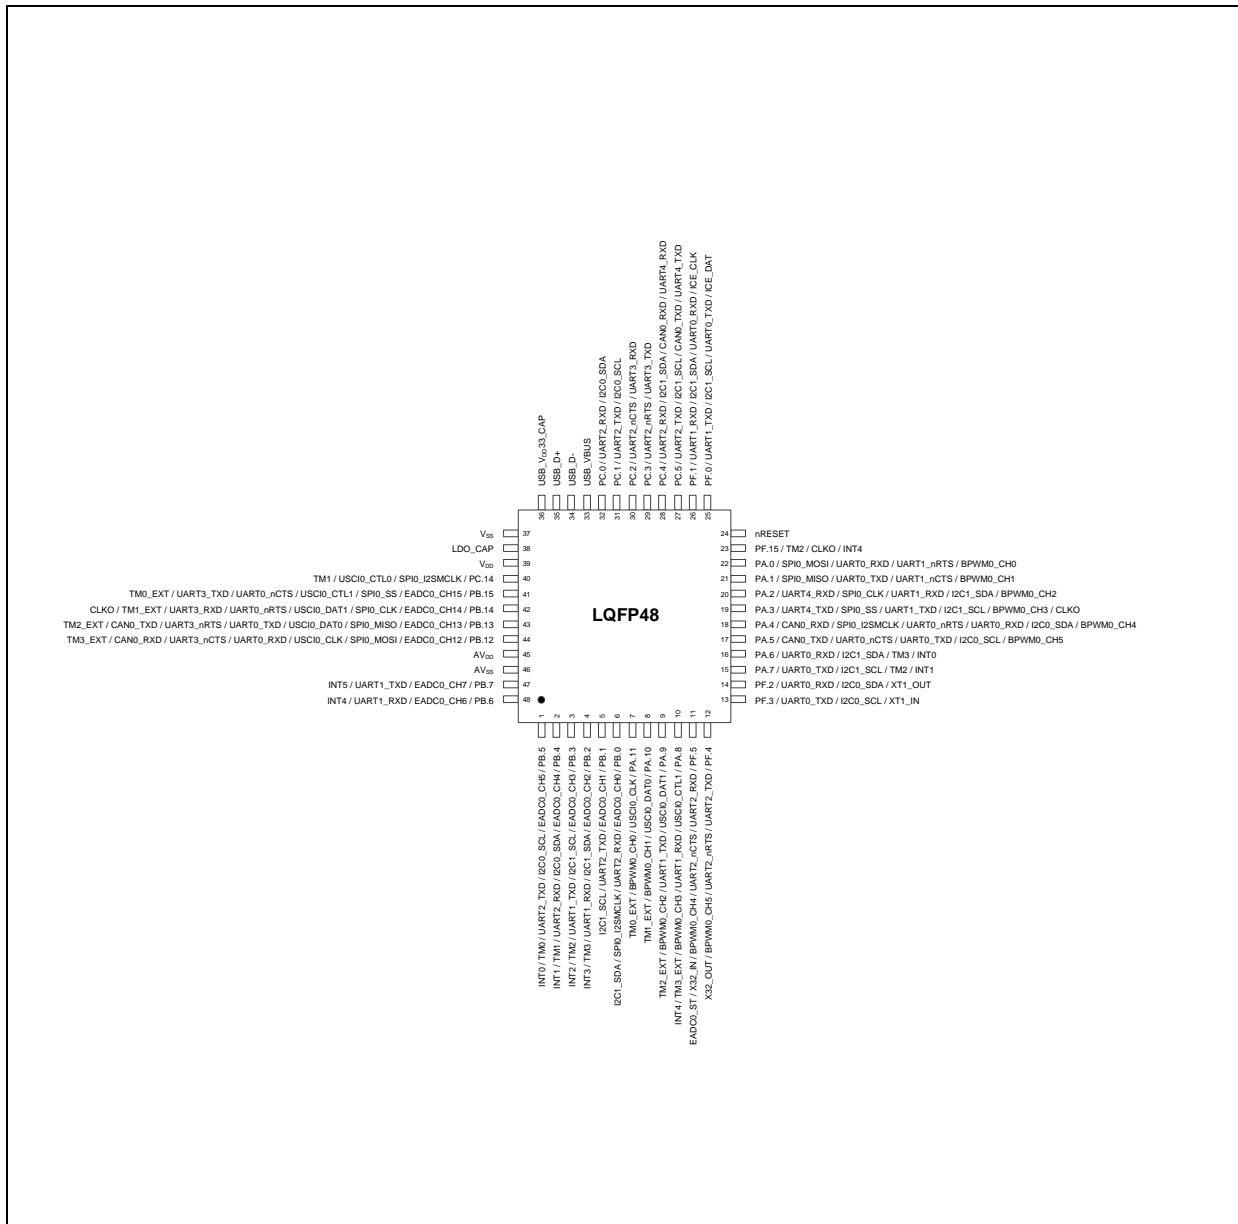 USB_VDD33_CAP
USB_D+
USB_D-
USB_VBUS
PC.0 / UART2_RXD / I2C0_SDA
PC.1 / UART2_TXD / I2C0_SCL
PC.2 / UART2_nCTS / UART3_RXD
PC.3 / UART2_nRTS / UART3_TXD
PC.4 / UART2_RXD / I2C1_SDA / CAN0_RXD / UART4_RXD
PC.5 / UART2_TXD / I2C1_SCL / CAN0_TXD / UART4_TXD
PF.1 / UART1_RXD / I2C1_SDA / UART0_RXD / ICE_CLK
PF.0 / UART1_TXD / I2C1_SCL / UART0_TXD / ICE_DAT
36 35 34 33 32 31 30 29 28 27 26 25
VSS 37
LDO_CAP 38
VDD 39
TM1 / USCI0_CTL0 / SPI0_I2SMCLK / PC.14 40
TM0_EXT / UART3_TXD / UART0_nCTS / USCI0_CTL1 / SPI0_SS / EADC0_CH15 / PB.15 41
CLKO / TM1_EXT / UART3_RXD / UART0_nRTS / USCI0_DAT1 / SPI0_CLK / EADC0_CH14 / PB.14 42
TM2_EXT / CAN0_TXD / UART3_nRTS / UART0_TXD / USCI0_DAT0 / SPI0_MISO / EADC0_CH13 / PB.13 43
TM3_EXT / CAN0_RXD / UART3_nCTS / UART0_RXD / USCI0_CLK / SPI0_MOSI / EADC0_CH12 / PB.12 44
AVDD 45
AVSS 46
INT5 / UART1_TXD / EADC0_CH7 / PB.7 47
INT4 / UART1_RXD / EADC0_CH6 / PB.6 48
LQFP48
24 nRESET
23 PF.15 / TM2 / CLKO / INT4
22 PA.0 / SPI0_MOSI / UART0_RXD / UART1_nRTS / BPWM0_CH0
21 PA.1 / SPI0_MISO / UART0_TXD / UART1_nCTS / BPWM0_CH1
20 PA.2 / UART4_RXD / SPI0_CLK / UART1_RXD / I2C1_SDA / BPWM0_CH2
19 PA.3 / UART4_TXD / SPI0_SS / UART1_TXD / I2C1_SCL / BPWM0_CH3 / CLKO
18 PA.4 / CAN0_RXD / SPI0_I2SMCLK / UART0_nRTS / UART0_RXD / I2C0_SDA / BPWM0_CH4
17 PA.5 / CAN0_TXD / UART0_nCTS / UART0_TXD / I2C0_SCL / BPWM0_CH5
16 PA.6 / UART0_RXD / I2C1_SDA / TM3 / INT0
15 PA.7 / UART0_TXD / I2C1_SCL / TM2 / INT1
14 PF.2 / UART0_RXD / I2C0_SDA / XT1_OUT
13 PF.3 / UART0_TXD / I2C0_SCL / XT1_IN
1 2 3 4 5 6 7 8 9 10 11 12
INT0 / TM0 / UART2_TXD / I2C0_SCL / EADC0_CH5 / PB.5
INT1 / TM1 / UART2_RXD / I2C0_SDA / EADC0_CH4 / PB.4
INT2 / TM2 / UART1_TXD / I2C1_SCL / EADC0_CH3 / PB.3
INT3 / TM3 / UART1_RXD / I2C1_SDA / EADC0_CH2 / PB.2
I2C1_SCL / UART2_TXD / EADC0_CH1 / PB.1
I2C1_SDA / SPI0_I2SMCLK / UART2_RXD / EADC0_CH0 / PB.0
TM0_EXT / BPWM0_CH0 / USCI0_CLK / PA.11
TM1_EXT / BPWM0_CH1 / USCI0_DAT0 / PA.10
TM2_EXT / BPWM0_CH2 / UART1_TXD / USCI0_DAT1 / PA.9
INT4 / TM3_EXT / BPWM0_CH3 / UART1_RXD / USCI0_CTL1 / PA.8
EADC0_ST / X32_IN / BPWM0_CH4 / UART2_nCTS / UART2_RXD / PF.5
X32_OUT / BPWM0_CH5 / UART2_nRTS / UART2_TXD / PF.4